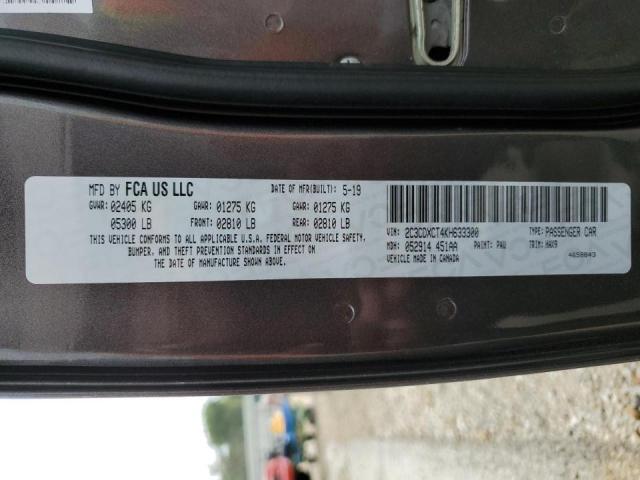 MFD BY FCA US LLC DATE OF MFR(BUILT): 5-19
GVWR: 02405 KG GAWR: 01275 KG GAWR: 01275 KG
05300 LB FRONT: 02810 LB REAR: 02810 LB
THIS VEHICLE CONFORMS TO ALL APPLICABLE U.S.A. FEDERAL MOTOR VEHICLE SAFETY,
BUMPER, AND THEFT PREVENTION STANDARDS IN EFFECT ON
THE DATE OF MANUFACTURE SHOWN ABOVE.
VIN: 2C3CDXCT4KH633300 TYPE: PASSENGER CAR
MDH: 052914 451AA PAINT: PAU TRIM: HAX9
VEHICLE MADE IN CANADA 4658843